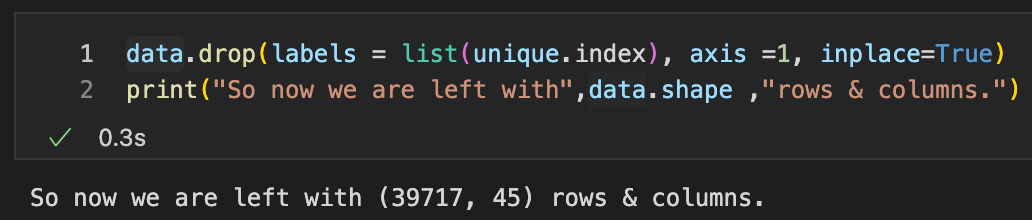 1 data.drop(labels = list(unique.index), axis =1, inplace=True)
2 print("So now we are left with",data.shape ,"rows & columns.")
0.3s
So now we are left with (39717, 45) rows & columns.